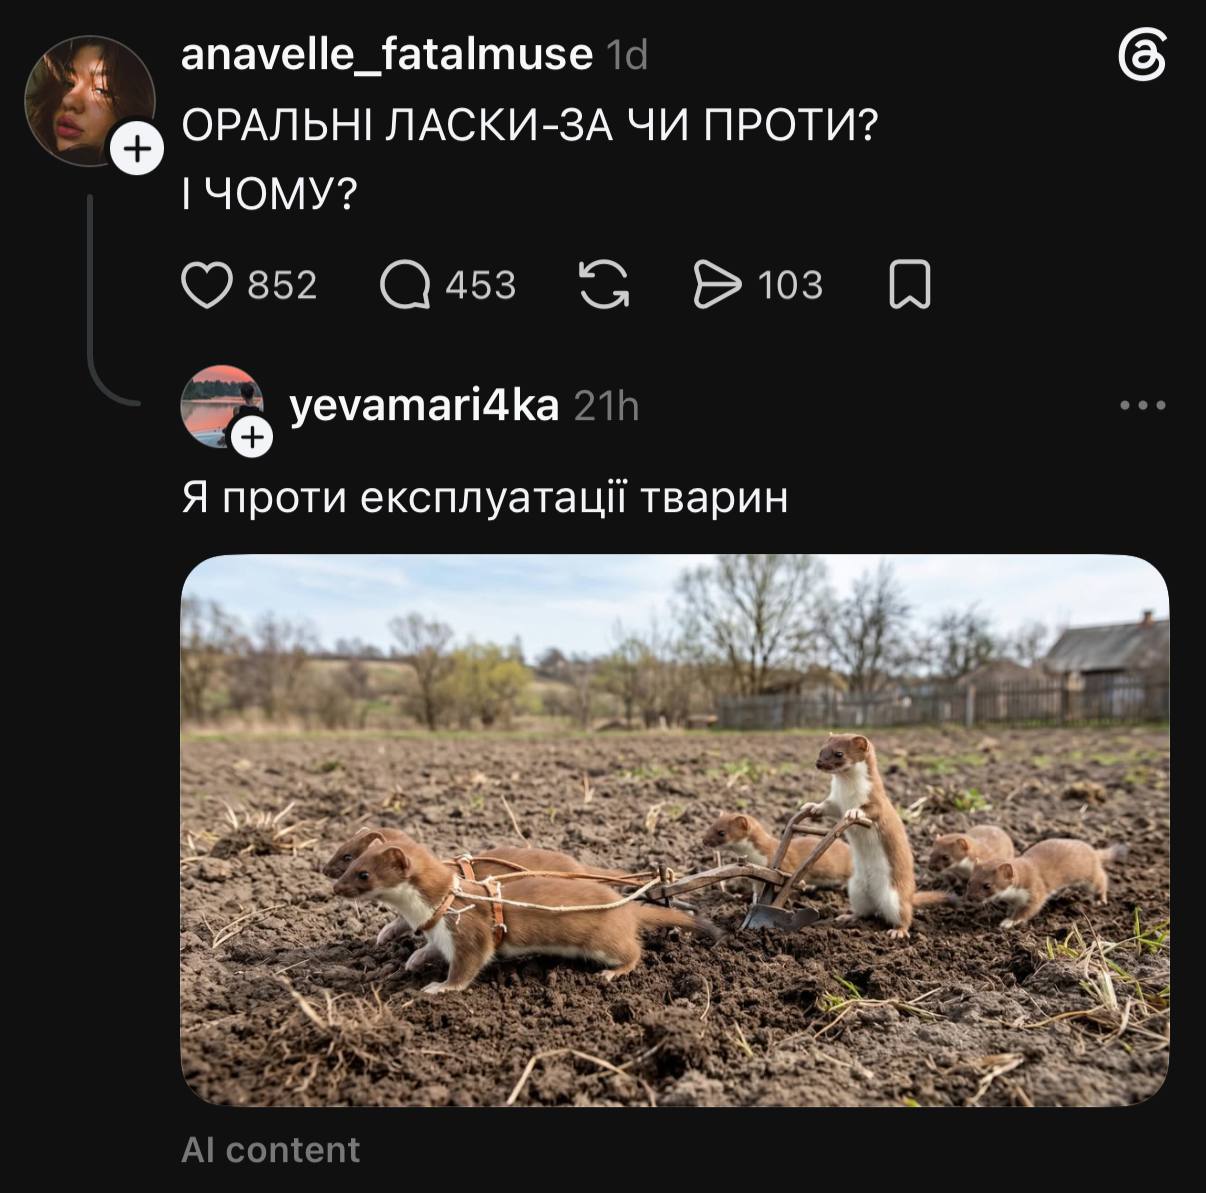 anavelle_fatalmuse 1d
ОРАЛЬНІ ЛАСКИ-ЗА ЧИ ПРОТИ?
І ЧОМУ?
852 453 103
yevamari4ka 21h
Я проти експлуатації тварин
AI content